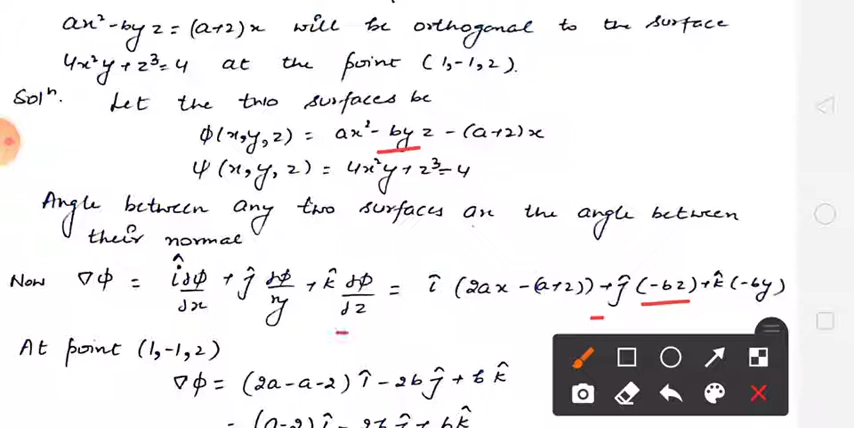 ax² - byz = (a+2)x will be orthogonal to the surface
4x²y + z³ = 4 at the point (1, -1, 2).
Solⁿ. Let the two surfaces be
ϕ(x, y, z) = ax² - byz - (a+2)x
ψ(x, y, z) = 4x²y + z³ - 4
Angle between any two surfaces are the angle between
their normal
Now ∇ϕ = î ∂ϕ/∂x + ĵ ∂ϕ/∂y + k̂ ∂ϕ/∂z = î (2ax - (a+2)) + ĵ (-bz) + k̂ (-by)
At point (1, -1, 2)
∇ϕ = (2a - a - 2) î - 2b ĵ + b k̂
= (a-2) î - 2b ĵ + b k̂